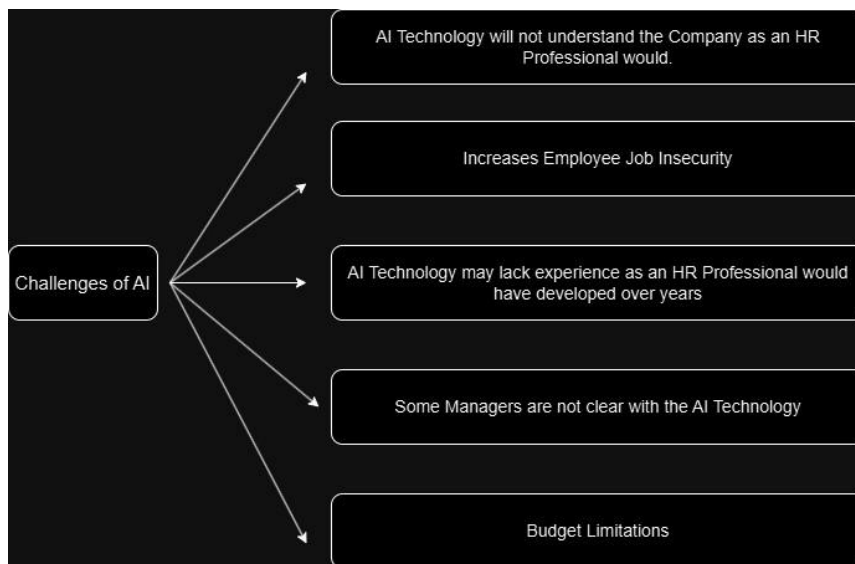 AI Technology will not understand the Company as an HR
Professional would.
Increases Employee Job Insecurity
Challenges of AI
AI Technology may lack experience as an HR Professional would
have developed over years
Some Managers are not clear with the AI Technology
Budget Limitations